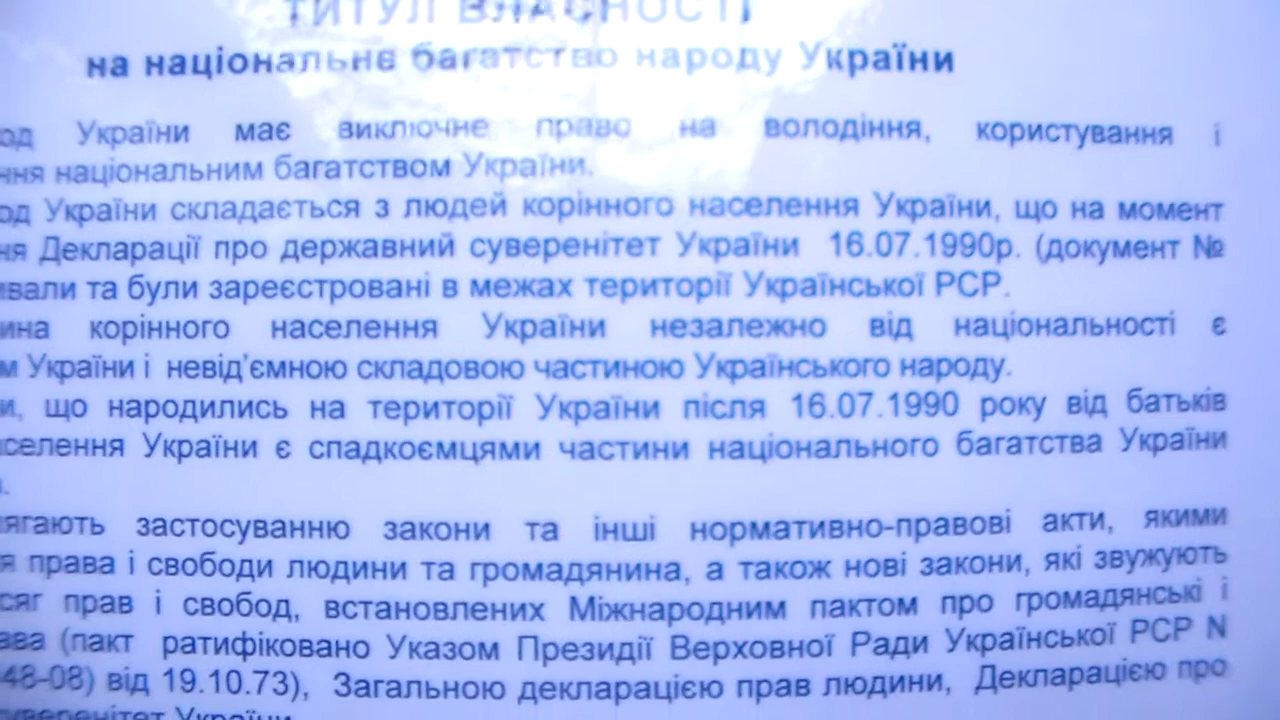 ТИТУЛ ВЛАСНОСТІ
на національне багатство народу України
од України має виключне право на володіння, користування і
ння національним багатством України.
од України складається з людей корінного населення України, що на момент
ня Декларації про державний суверенітет України 16.07.1990р. (документ №
ивали та були зареєстровані в межах території Української РСР.
ина корінного населення України незалежно від національності є
м України і невід'ємною складовою частиною Українського народу.
и, що народились на території України після 16.07.1990 року від батьків
аселення України є спадкоємцями частини національного багатства України
.
лягають застосуванню закони та інші нормативно-правові акти, якими
я права і свободи людини та громадянина, а також нові закони, які звужують
сяг прав і свобод, встановлених Міжнародним пактом про громадянські і
ава (пакт ратифіковано Указом Президії Верховної Ради Української РСР N
48-08) від 19.10.73), Загальною декларацією прав людини, Декларацією про
суверенітет України